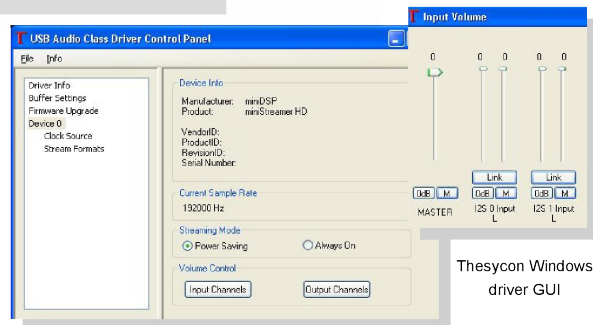 USB Audio Class Driver Control Panel
File Info
Driver Info
Buffer Settings
Firmware Upgrade
Device 0
Clock Source
Stream Formats
Device Info
Manufacturer: miniDSP
Product: miniStreamer HD
VendorID:
ProductID:
RevisionID:
Serial Number:
Current Sample Rate
192000 Hz
Streaming Mode
Power Saving Always On
Volume Control
Input Channels Output Channels
Input Volume
0 0 0 0 0
Link Link
0dB M 0dB M 0dB M
MASTER I2S 0 Input I2S 1 Input
L L
Thesycon Windows
driver GUI